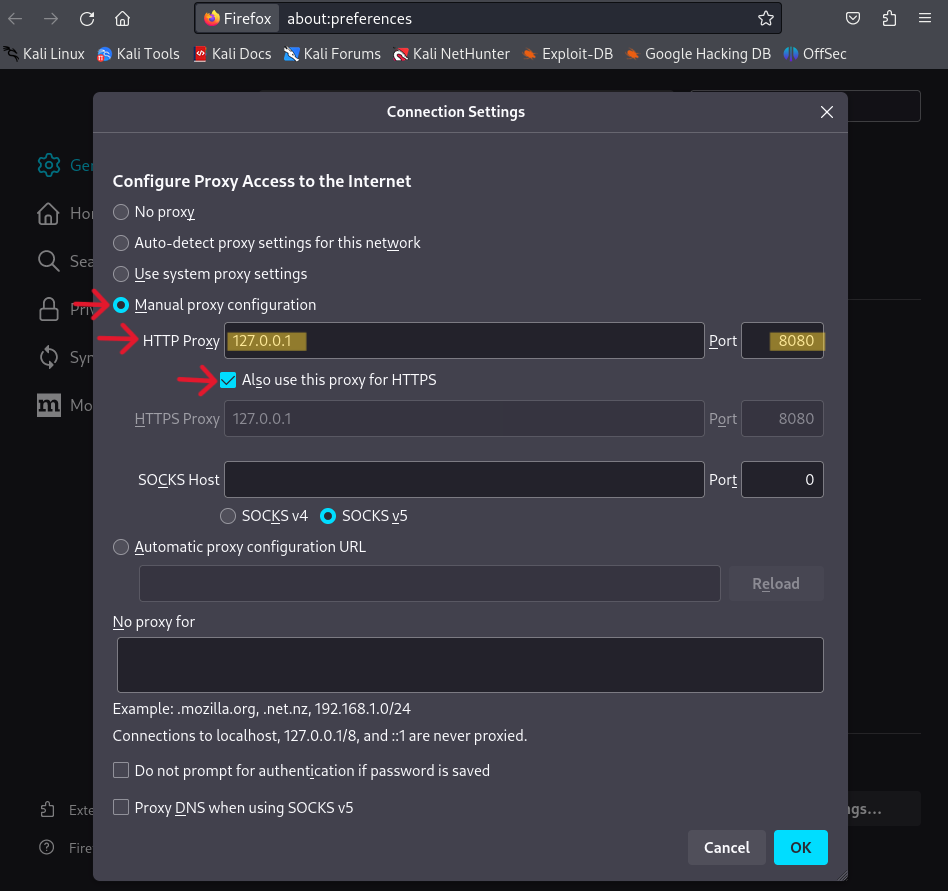 Firefox about:preferences
Kali Linux Kali Tools Kali Docs Kali Forums Kali NetHunter Exploit-DB Google Hacking DB OffSec
Connection Settings
Configure Proxy Access to the Internet
No proxy
Auto-detect proxy settings for this network
Use system proxy settings
Manual proxy configuration
HTTP Proxy 127.0.0.1 Port 8080
Also use this proxy for HTTPS
HTTPS Proxy 127.0.0.1 Port 8080
SOCKS Host Port 0
SOCKS v4 SOCKS v5
Automatic proxy configuration URL
Reload
No proxy for
Example: .mozilla.org, .net.nz, 192.168.1.0/24
Connections to localhost, 127.0.0.1/8, and ::1 are never proxied.
Do not prompt for authentication if password is saved
Proxy DNS when using SOCKS v5
Cancel OK
Ge
Ho
Sea
Pri
Syn
m Mo
Exte
Fire
gs...